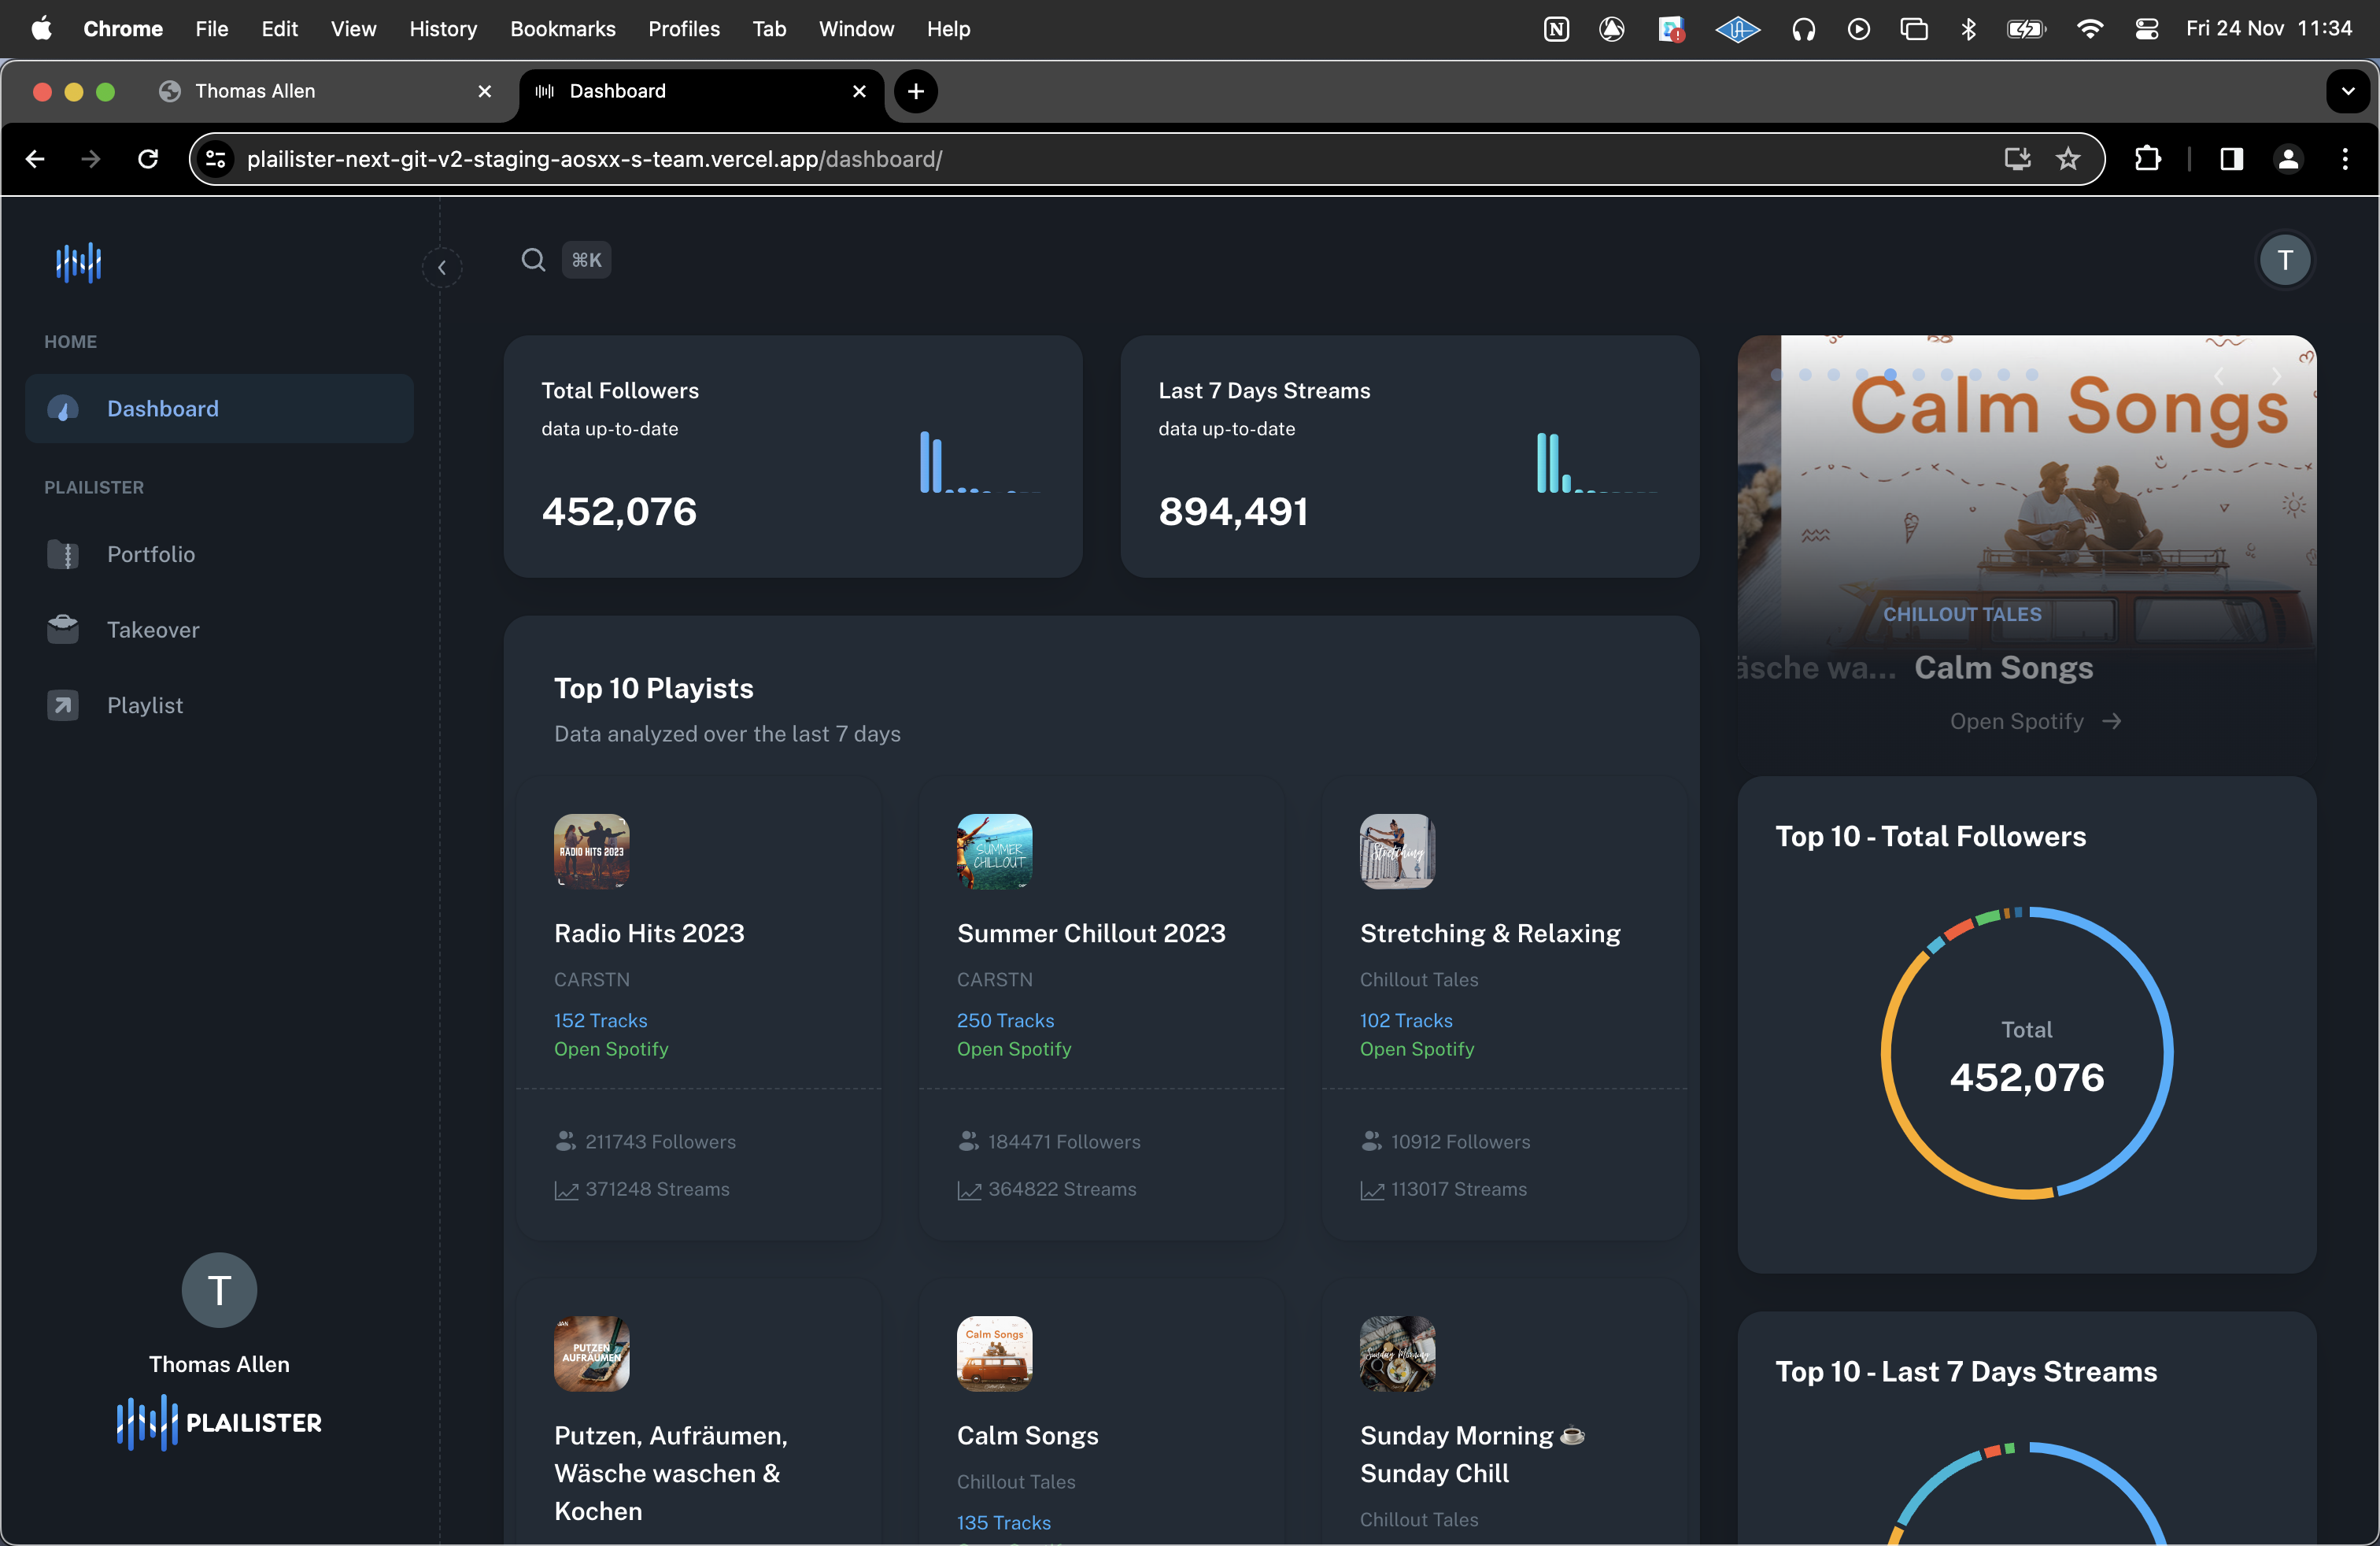 Chrome File Edit View History Bookmarks Profiles Tab Window Help
Fri 24 Nov 11:34
Thomas Allen
Dashboard
plailister-next-git-v2-staging-aosxx-s-team.vercel.app/dashboard/
⌘K
T
HOME
Dashboard
PLAILISTER
Portfolio
Takeover
Playlist
T
Thomas Allen
PLAILISTER
Total Followers
data up-to-date
452,076
Last 7 Days Streams
data up-to-date
894,491
Calm Songs
CHILLOUT TALES
äsche wa... Calm Songs
Open Spotify
Top 10 Playists
Data analyzed over the last 7 days
RADIO HITS 2023
Radio Hits 2023
CARSTN
152 Tracks
Open Spotify
211743 Followers
371248 Streams
SUMMER
CHILLOUT
Summer Chillout 2023
CARSTN
250 Tracks
Open Spotify
184471 Followers
364822 Streams
Stretching
Stretching & Relaxing
Chillout Tales
102 Tracks
Open Spotify
10912 Followers
113017 Streams
PUTZEN
AUFRÄUMEN
Putzen, Aufräumen,
Wäsche waschen &
Kochen
Calm Songs
Calm Songs
Chillout Tales
135 Tracks
Sunday Morning
Sunday Morning ☕
Sunday Chill
Chillout Tales
Top 10 - Total Followers
Total
452,076
Top 10 - Last 7 Days Streams